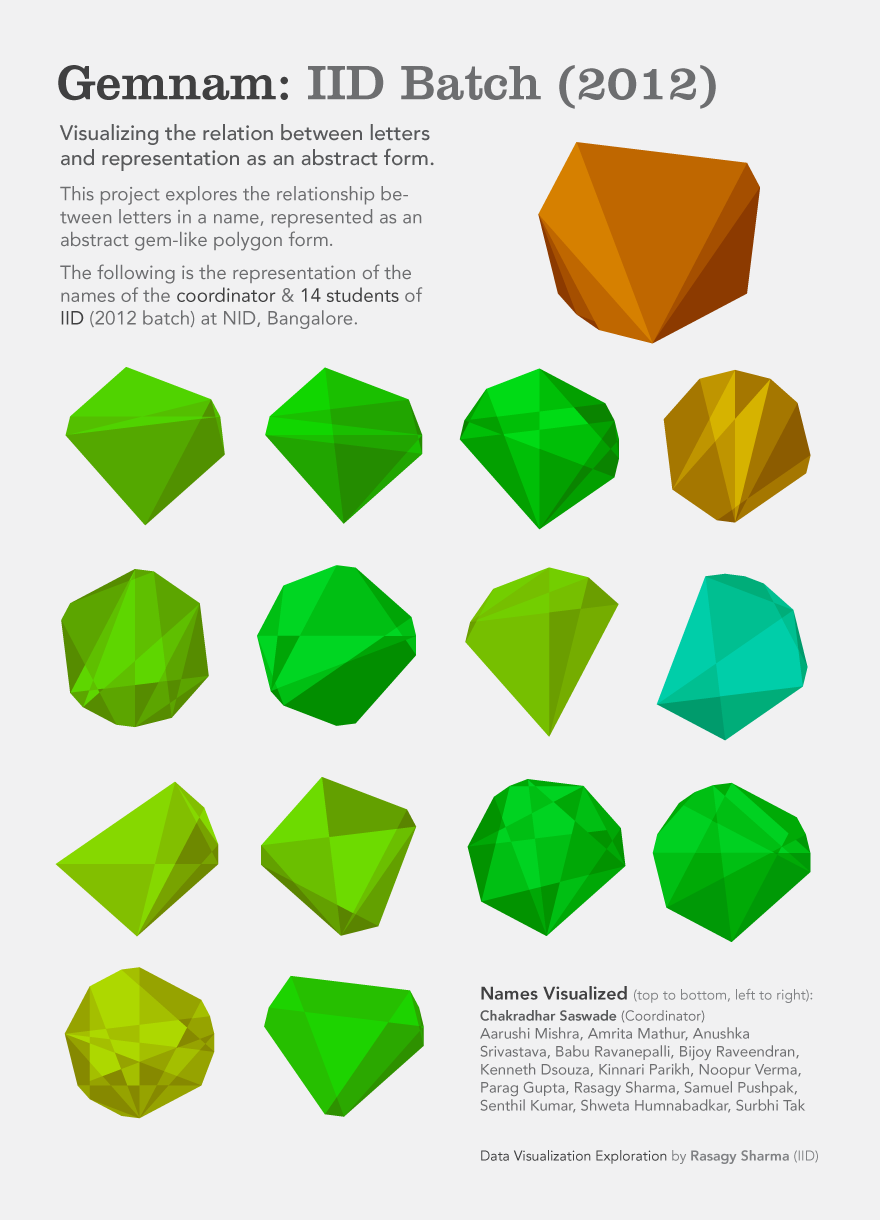 Gemnam: IID Batch (2012)
Visualizing the relation between letters
and representation as an abstract form.
This project explores the relationship be-
tween letters in a name, represented as an
abstract gem-like polygon form.
The following is the representation of the
names of the coordinator & 14 students of
IID (2012 batch) at NID, Bangalore.
Names Visualized (top to bottom, left to right):
Chakradhar Saswade (Coordinator)
Aarushi Mishra, Amrita Mathur, Anushka
Srivastava, Babu Ravanepalli, Bijoy Raveendran,
Kenneth Dsouza, Kinnari Parikh, Noopur Verma,
Parag Gupta, Rasagy Sharma, Samuel Pushpak,
Senthil Kumar, Shweta Humnabadkar, Surbhi Tak
Data Visualization Exploration by Rasagy Sharma (IID)